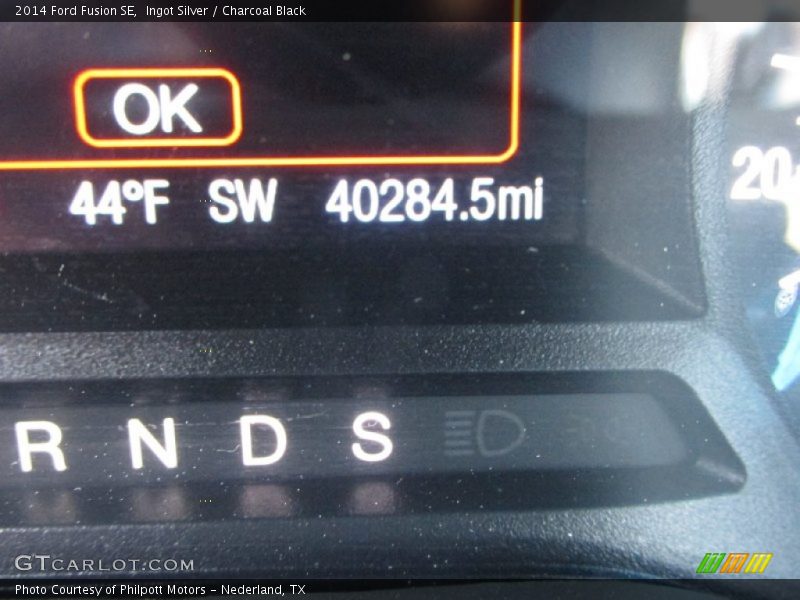 2014 Ford Fusion SE,  Ingot Silver / Charcoal Black
OK
44°F SW 40284.5mi
20
R N D S
GTCARLOT.COM
Photo Courtesy of Philpott Motors - Nederland, TX